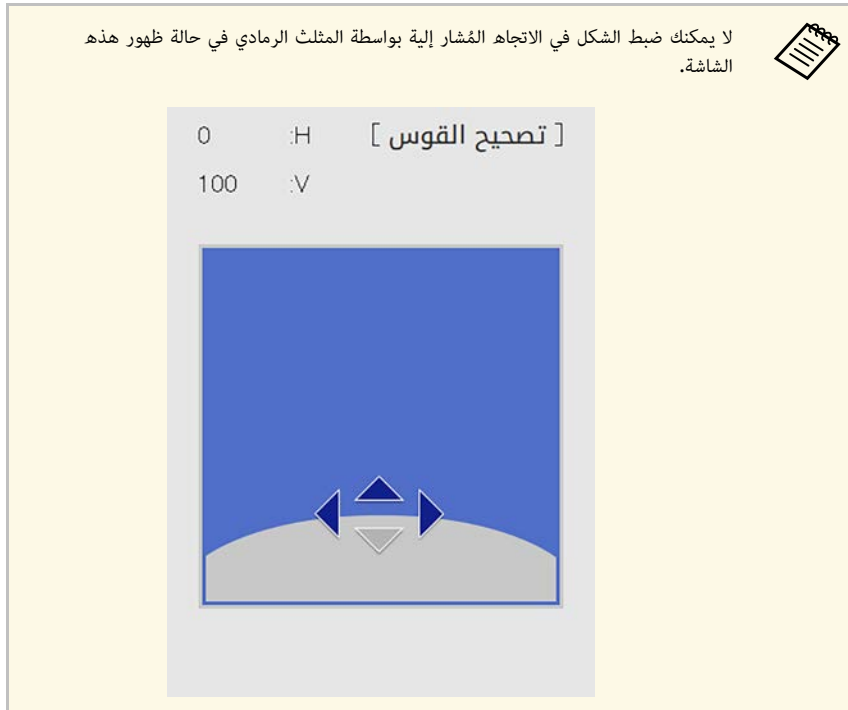 لا يمكنك ضبط الشكل في الاتجاه المُشار إلية بواسطة المثلث الرمادي في حالة ظهور هذه
الشاشة.
[ تصحيح القوس ] H: 0
V: 100